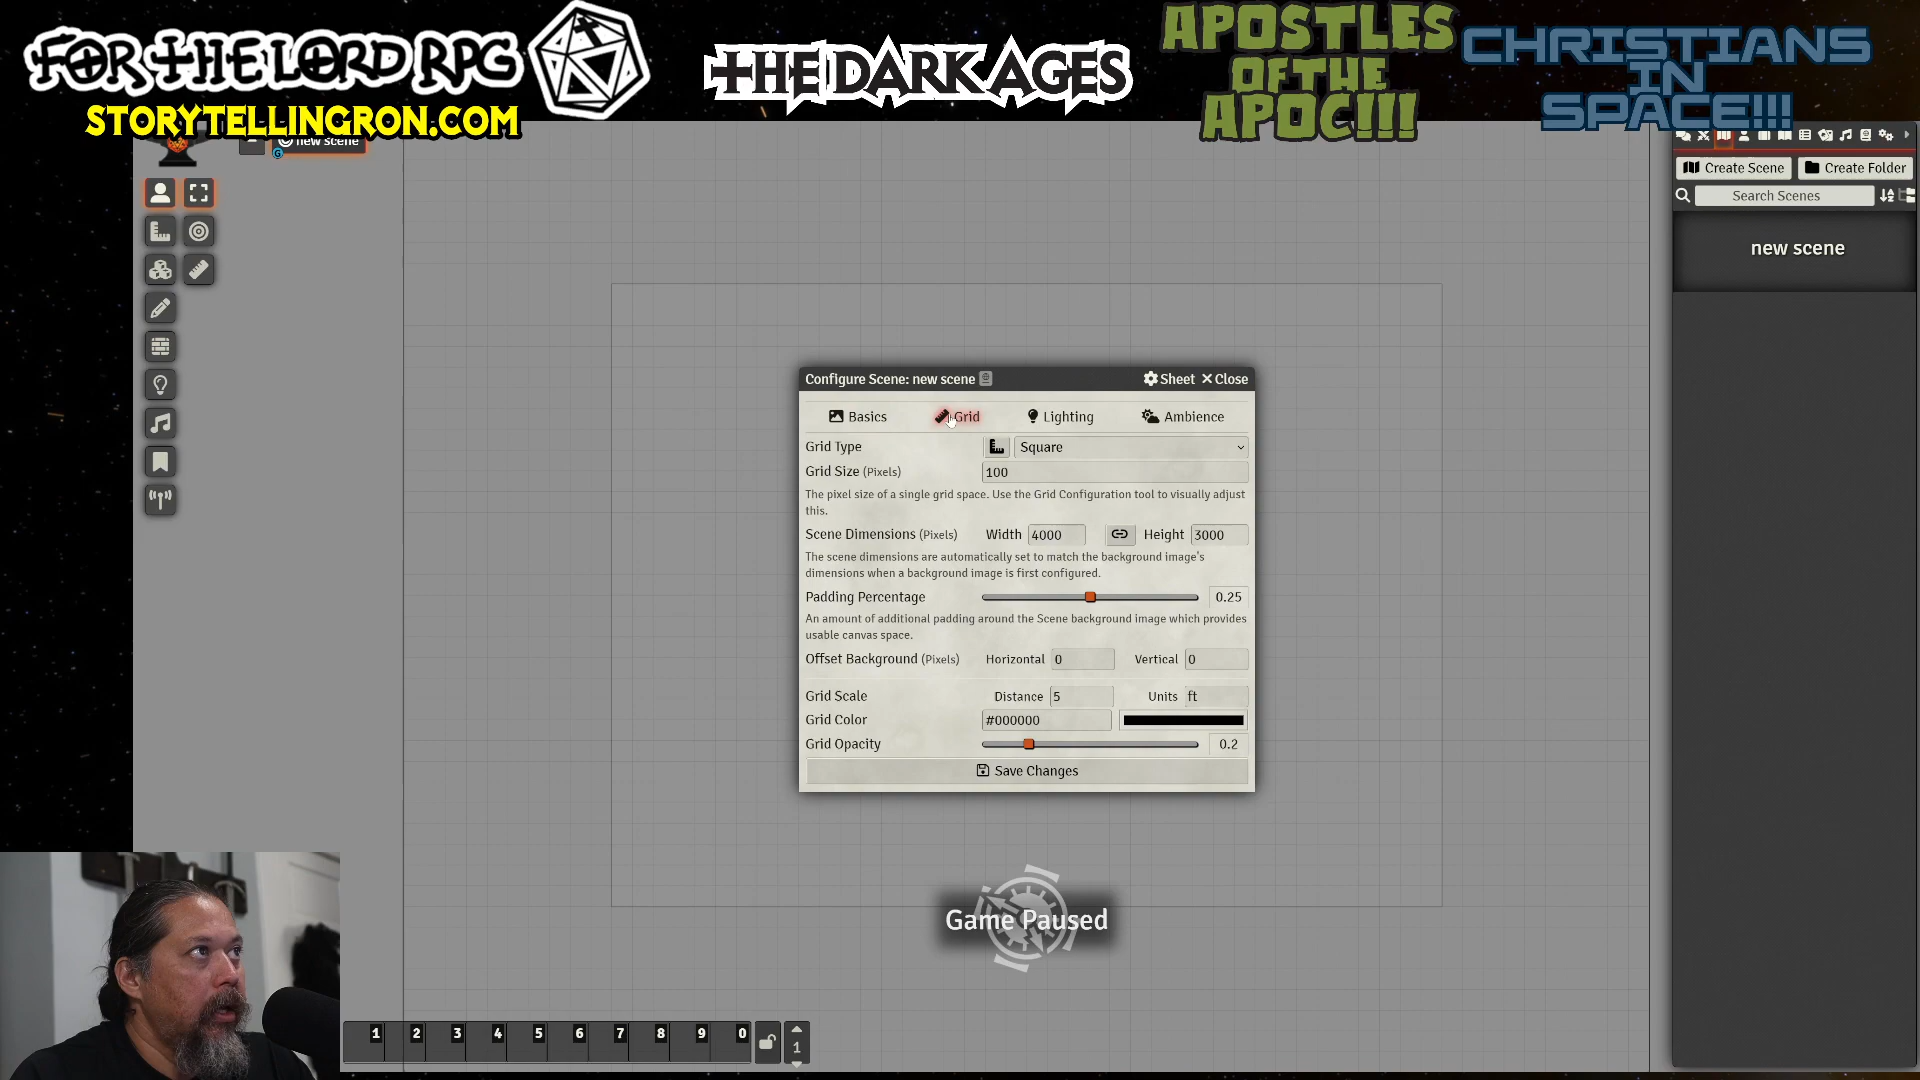 FOR THE LORD RPG
STORYTELLINGRON.COM
THE DARK AGES
APOSTLES
OF THE
APOC!!!
CHRISTIANS
IN
SPACE!!!
new scene
Create Scene
Create Folder
Search Scenes
new scene
Configure Scene: new scene
Sheet
Close
Basics
Grid
Lighting
Ambience
Grid Type
Square
Grid Size (Pixels)
100
The pixel size of a single grid space. Use the Grid Configuration tool to visually adjust
this.
Scene Dimensions (Pixels) Width 4000 Height 3000
The scene dimensions are automatically set to match the background image's
dimensions when a background image is first configured.
Padding Percentage 0.25
An amount of additional padding around the Scene background image which provides
usable canvas space.
Offset Background (Pixels) Horizontal 0 Vertical 0
Grid Scale Distance 5 Units ft
Grid Color #000000
Grid Opacity 0.2
Save Changes
Game Paused
1 2 3 4 5 6 7 8 9 0
1